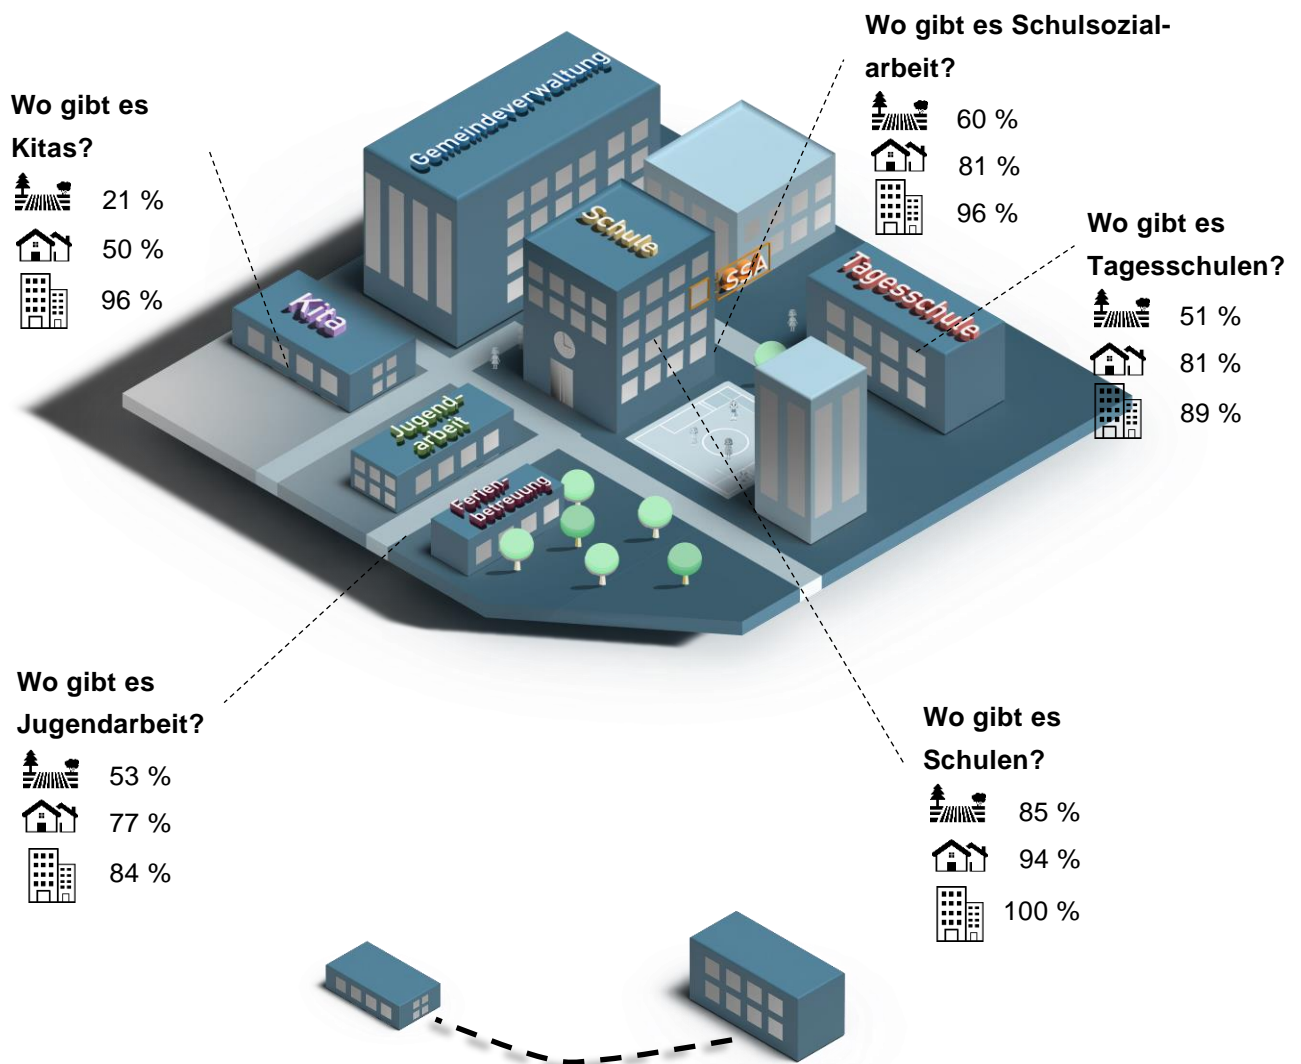 Wo gibt es Schulsozial-
arbeit?
60 %
81 %
96 %
Wo gibt es
Kitas?
21 %
50 %
96 %
Wo gibt es
Tagesschulen?
51 %
81 %
89 %
Gemeindeverwaltung
Schule
SSA
Tagesschule
Kita
Jugend-
arbeit
Ferien-
betreuung
Wo gibt es
Jugendarbeit?
53 %
77 %
84 %
Wo gibt es
Schulen?
85 %
94 %
100 %